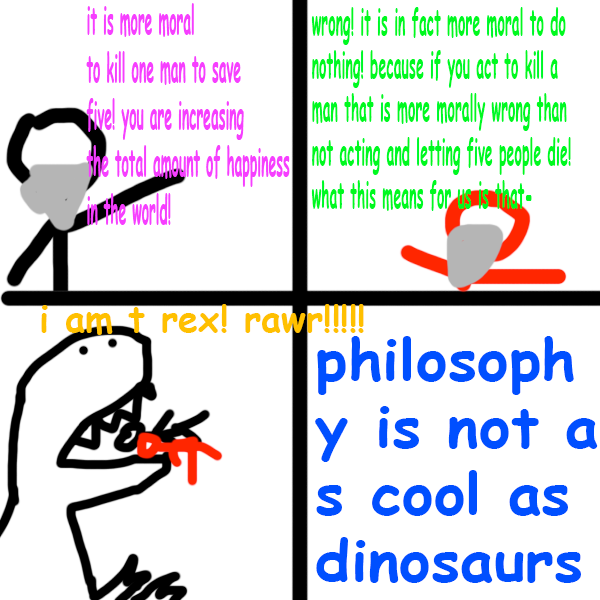 it is more moral
to kill one man to save
five! you are increasing
the total amount of happiness
in the world!
wrong! it is in fact more moral to do
nothing! because if you act to kill a
man that is more morally wrong than
not acting and letting five people die!
what this means for us is that-
i am t rex! rawr!!!!!
philosoph
y is not a
s cool as
dinosaurs